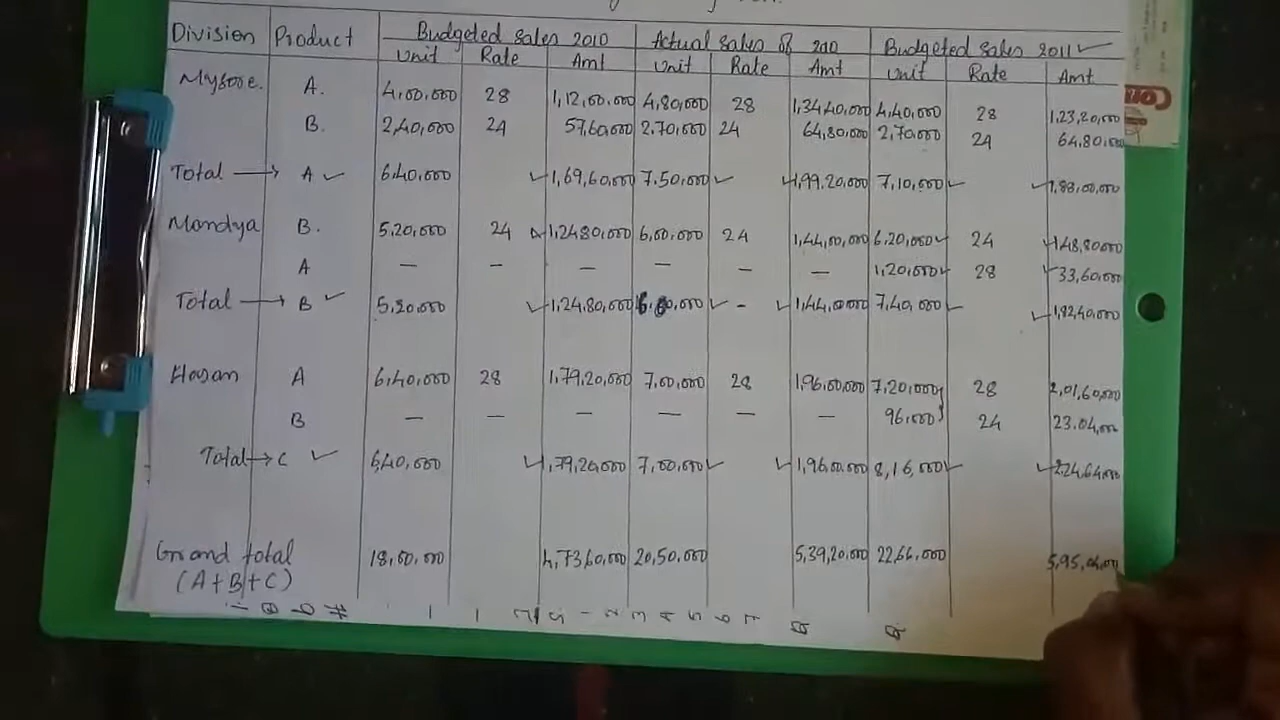 Division Product Budgeted sales 2010 Actual sales of 2010 Budgeted sales 2011
Unit Rate Amt Unit Rate Amt Unit Rate Amt
Mysore. A. 4,00,000 28 1,12,00,000 4,80,000 28 1,34,40,000 4,40,000 28 1,23,20,000
B. 2,40,000 24 57,60,000 2,70,000 24 64,80,000 2,70,000 24 64,80,000
Total → A 6,40,000 1,69,60,000 7,50,000 1,99,20,000 7,10,000 1,88,00,000
Mandya B. 5,20,000 24 1,24,80,000 6,00,000 24 1,44,00,000 6,20,000 24 1,48,80,000
A – – – – – – 1,20,000 28 33,60,000
Total → B 5,20,000 1,24,80,000 6,00,000 – 1,44,00,000 7,40,000 1,82,40,000
Hasan A 6,40,000 28 1,79,20,000 7,00,000 28 1,96,00,000 7,20,000 28 2,01,60,000
B – – – – – – 96,000 24 23,04,000
Total → C 6,40,000 1,79,20,000 7,00,000 1,96,00,000 8,16,000 2,24,64,000
Grand total 18,00,000 4,73,60,000 20,50,000 5,39,20,000 22,66,000 5,95,04,000
(A+B+C)